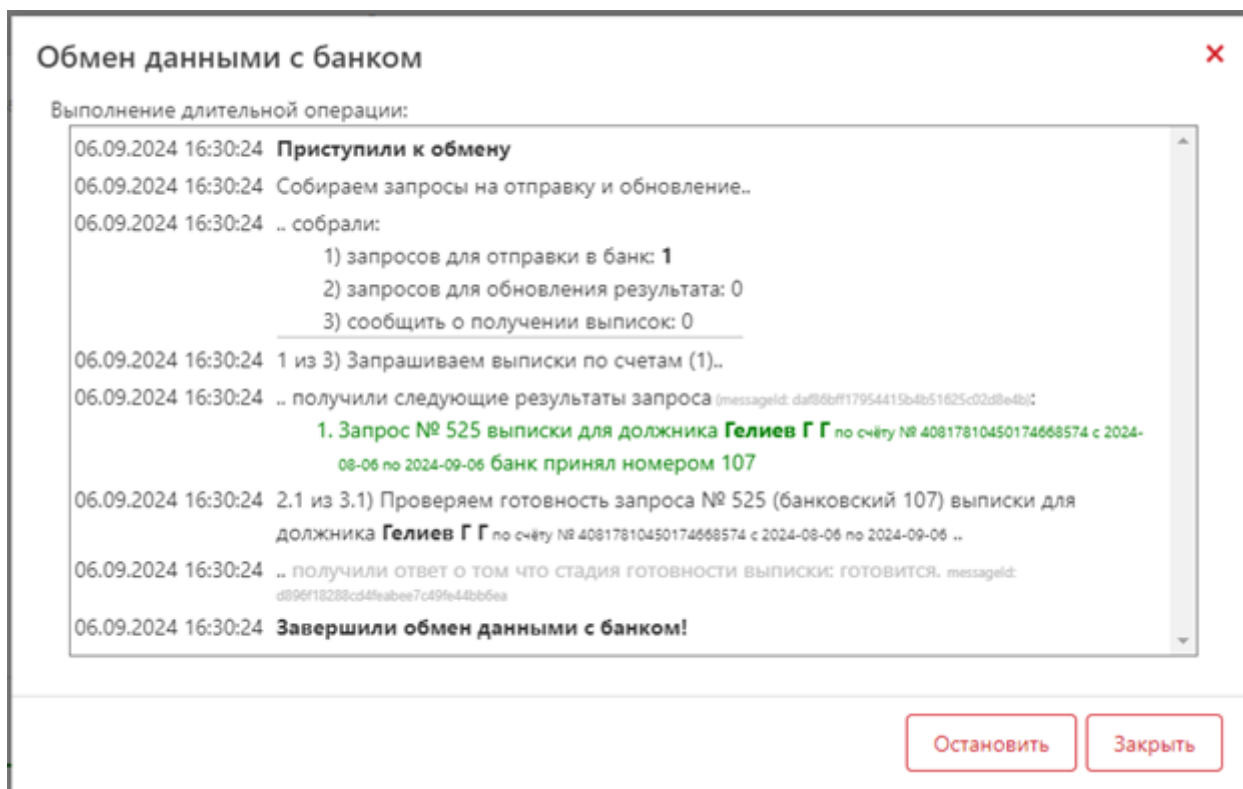 Обмен данными с банком
Выполнение длительной операции:
06.09.2024 16:30:24 Приступили к обмену
06.09.2024 16:30:24 Собираем запросы на отправку и обновление..
06.09.2024 16:30:24 .. собрали:
1) запросов для отправки в банк: 1
2) запросов для обновления результата: 0
3) сообщить о получении выписок: 0
06.09.2024 16:30:24 1 из 3) Запрашиваем выписки по счетам (1)..
06.09.2024 16:30:24 .. получили следующие результаты запроса (messageId: daf86bff17954415b4b51625c02d8e4b):
1. Запрос № 525 выписки для должника Гелиев Г Г по счёту № 40817810450174668574 с 2024-
08-06 по 2024-09-06 банк принял номером 107
06.09.2024 16:30:24 2.1 из 3.1) Проверяем готовность запроса № 525 (банковский 107) выписки для
должника Гелиев Г Г по счёту № 40817810450174668574 с 2024-08-06 по 2024-09-06 ..
06.09.2024 16:30:24 .. получили ответ о том что стадия готовности выписки: готовится. messageId:
d896f18288cd4feabee7c49fe44bb6ea
06.09.2024 16:30:24 Завершили обмен данными с банком!
Остановить Закрыть